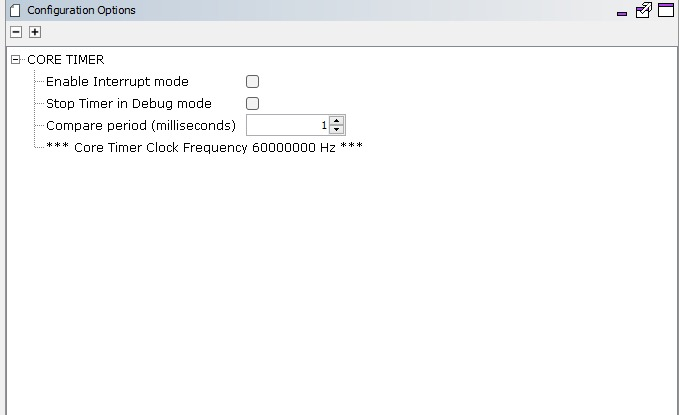 Configuration Options
CORE TIMER
Enable Interrupt mode
Stop Timer in Debug mode
Compare period (milliseconds) 1
*** Core Timer Clock Frequency 60000000 Hz ***